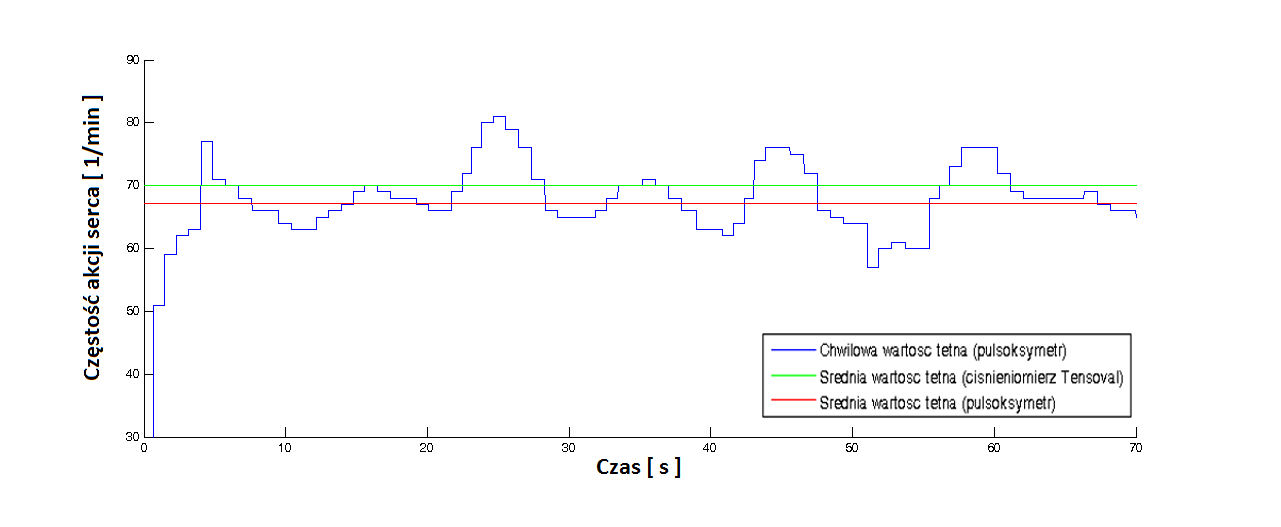 90
80
70
60
50
40
30
Częstość akcji serca [ 1/min ]
0 10 20 30 40 50 60 70
Czas [ s ]
Chwilowa wartosc tetna (pulsoksymetr)
Srednia wartosc tetna (cisnieniomierz Tensoval)
Srednia wartosc tetna (pulsoksymetr)